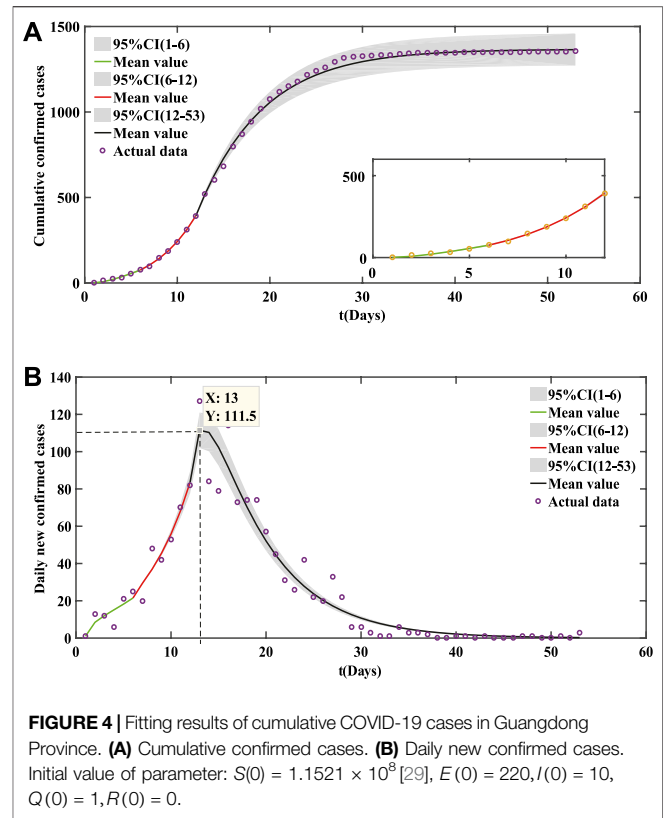 A
1500
95%CI(1-6)
Mean value
95%CI(6-12)
Mean value
95%CI(12-53)
Mean value
Actual data
1000
500
0
Cumulative confirmed cases
500
0
0 5 10
0 10 20 30 40 50 60
t(Days)
B
140
120
100
80
60
40
20
0
Daily new confirmed cases
X: 13
Y: 111.5
95%CI(1-6)
Mean value
95%CI(6-12)
Mean value
95%CI(12-53)
Mean value
Actual data
0 10 20 30 40 50 60
t(Days)
FIGURE 4 | Fitting results of cumulative COVID-19 cases in Guangdong
Province. (A) Cumulative confirmed cases. (B) Daily new confirmed cases.
Initial value of parameter: S(0) = 1.1521 × 10⁸ [29], E(0) = 220, I(0) = 10,
Q(0) = 1, R(0) = 0.